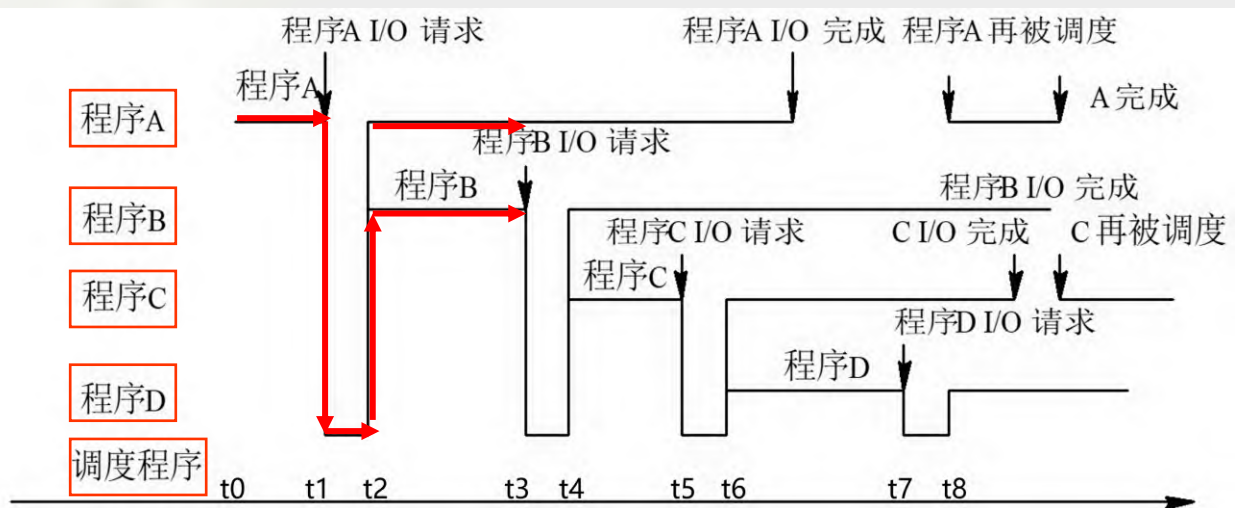 程序A I/O 请求
程序A I/O 完成
程序A 再被调度
程序A
程序A
A 完成
程序B I/O 请求
程序B
程序B
程序B I/O 完成
程序C I/O 请求
C I/O 完成
C 再被调度
程序C
程序C
程序D I/O 请求
程序D
程序D
调度程序
t0 t1 t2 t3 t4 t5 t6 t7 t8